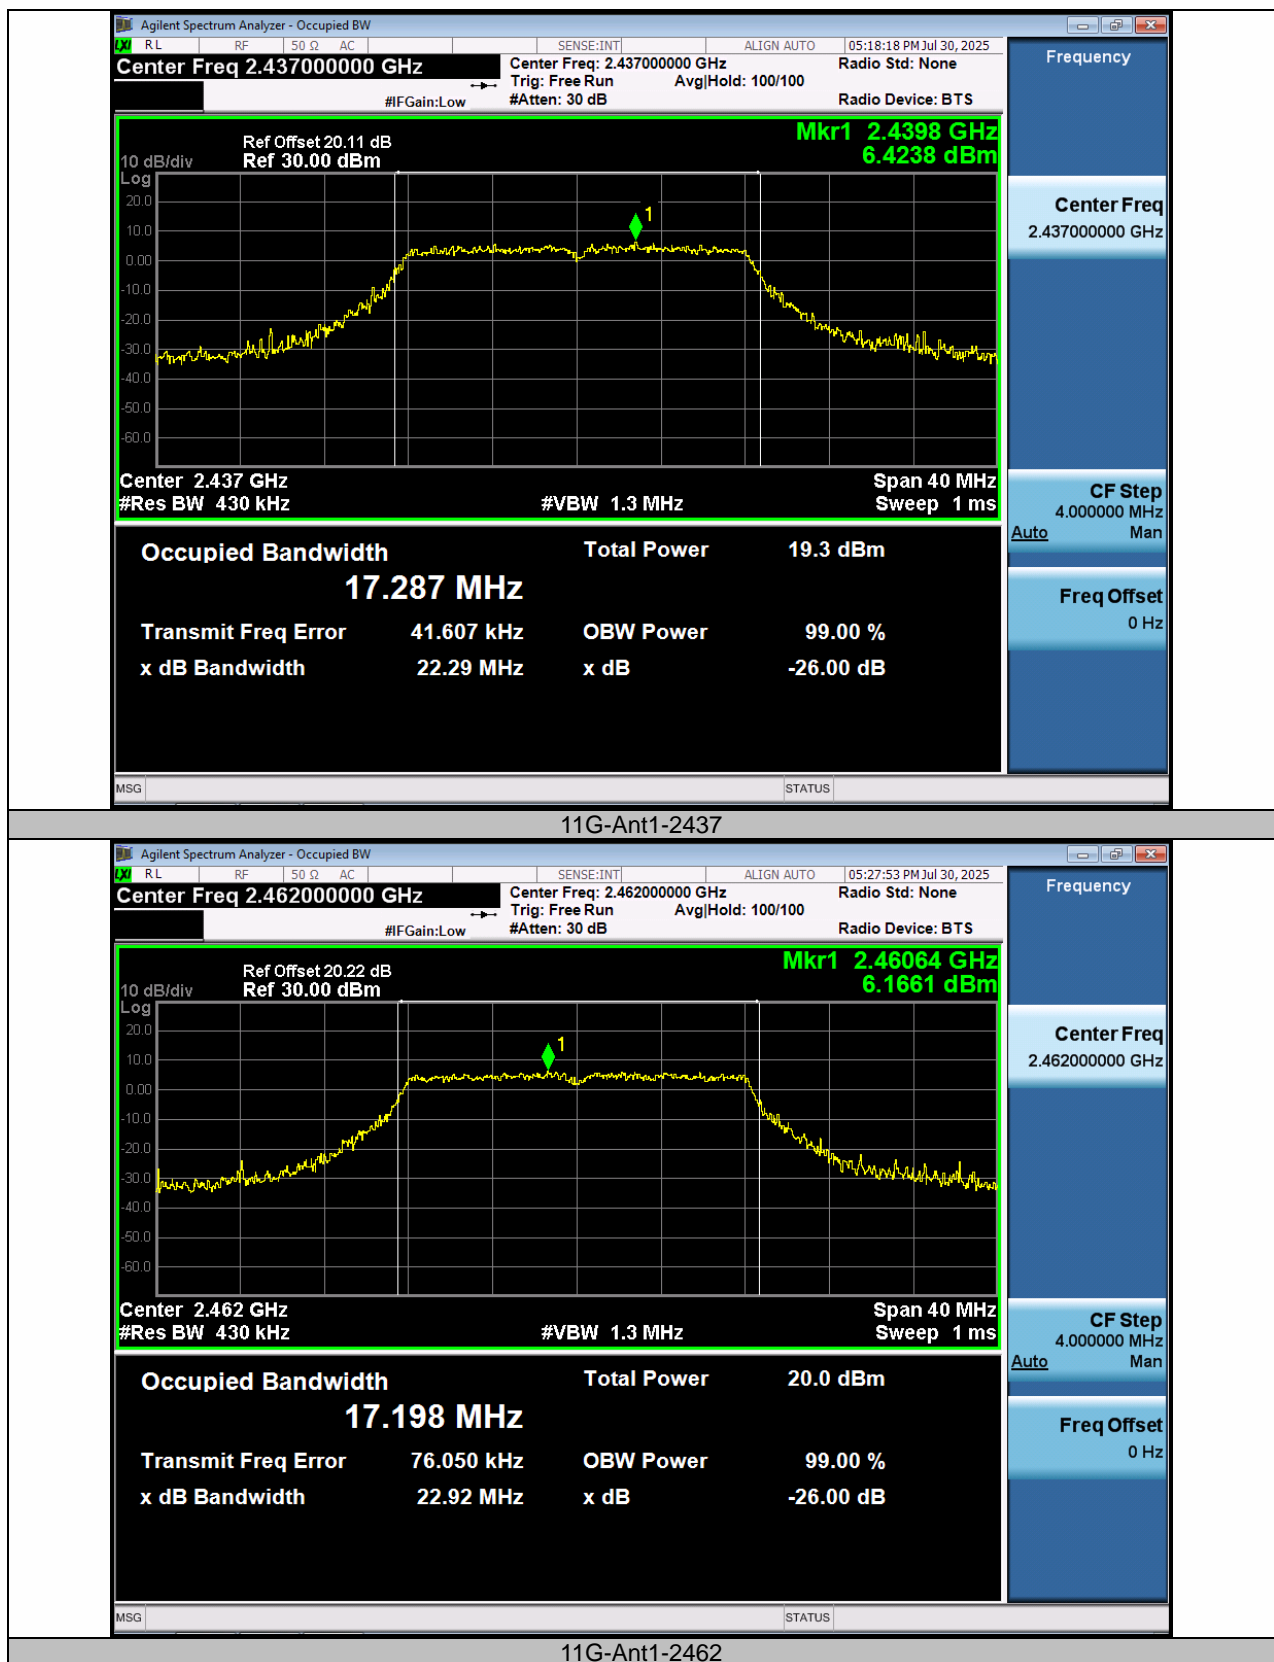 Agilent Spectrum Analyzer - Occupied BW
LXI RL RF 50 Ω AC SENSE:INT ALIGN AUTO 05:18:18 PM Jul 30, 2025
Center Freq 2.437000000 GHz
Center Freq: 2.437000000 GHz Radio Std: None
Trig: Free Run Avg|Hold: 100/100
#IFGain:Low #Atten: 30 dB Radio Device: BTS
Frequency
Mkr1 2.4398 GHz
6.4238 dBm
Ref Offset 20.11 dB
10 dB/div Ref 30.00 dBm
Log
20.0
10.0
0.00
-10.0
-20.0
-30.0
-40.0
-50.0
-60.0
1
Center 2.437 GHz Span 40 MHz
#Res BW 430 kHz #VBW 1.3 MHz Sweep 1 ms
Center Freq
2.437000000 GHz
CF Step
4.000000 MHz
Auto Man
Freq Offset
0 Hz
Occupied Bandwidth Total Power 19.3 dBm
17.287 MHz
Transmit Freq Error 41.607 kHz OBW Power 99.00 %
x dB Bandwidth 22.29 MHz x dB -26.00 dB
MSG STATUS
11G-Ant1-2437
Agilent Spectrum Analyzer - Occupied BW
LXI RL RF 50 Ω AC SENSE:INT ALIGN AUTO 05:27:53 PM Jul 30, 2025
Center Freq 2.462000000 GHz
Center Freq: 2.462000000 GHz Radio Std: None
Trig: Free Run Avg|Hold: 100/100
#IFGain:Low #Atten: 30 dB Radio Device: BTS
Frequency
Mkr1 2.46064 GHz
6.1661 dBm
Ref Offset 20.22 dB
10 dB/div Ref 30.00 dBm
Log
20.0
10.0
0.00
-10.0
-20.0
-30.0
-40.0
-50.0
-60.0
1
Center 2.462 GHz Span 40 MHz
#Res BW 430 kHz #VBW 1.3 MHz Sweep 1 ms
Center Freq
2.462000000 GHz
CF Step
4.000000 MHz
Auto Man
Freq Offset
0 Hz
Occupied Bandwidth Total Power 20.0 dBm
17.198 MHz
Transmit Freq Error 76.050 kHz OBW Power 99.00 %
x dB Bandwidth 22.92 MHz x dB -26.00 dB
MSG STATUS
11G-Ant1-2462